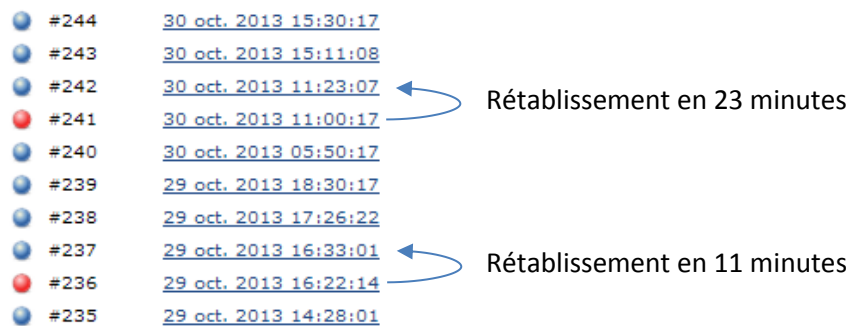 #244 30 oct. 2013 15:30:17
#243 30 oct. 2013 15:11:08
#242 30 oct. 2013 11:23:07
Rétablissement en 23 minutes
#241 30 oct. 2013 11:00:17
#240 30 oct. 2013 05:50:17
#239 29 oct. 2013 18:30:17
#238 29 oct. 2013 17:26:22
#237 29 oct. 2013 16:33:01
Rétablissement en 11 minutes
#236 29 oct. 2013 16:22:14
#235 29 oct. 2013 14:28:01